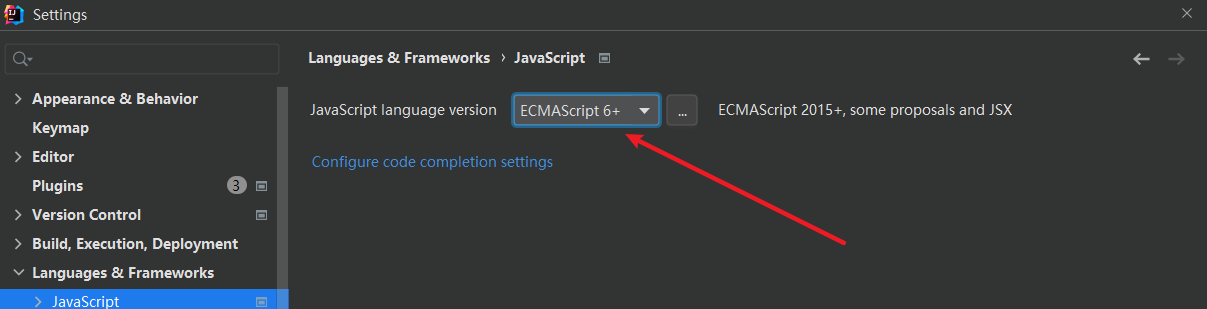 Settings
Languages & Frameworks › JavaScript
Appearance & Behavior
JavaScript language version ECMAScript 6+ ... ECMAScript 2015+, some proposals and JSX
Keymap
Editor
Configure code completion settings
Plugins 3
Version Control
Build, Execution, Deployment
Languages & Frameworks
JavaScript